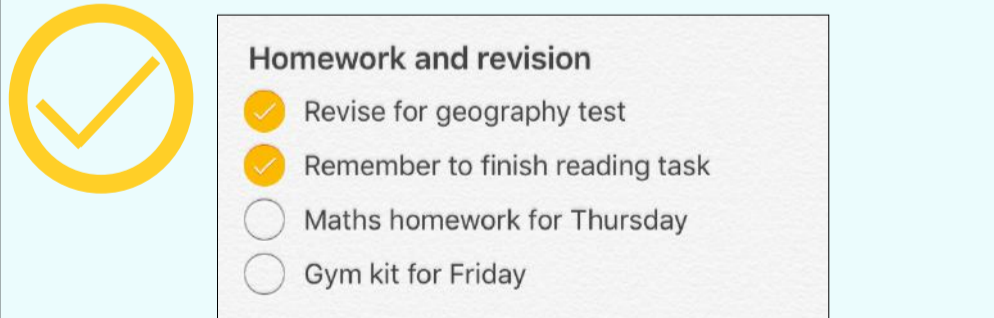 Homework and revision
Revise for geography test
Remember to finish reading task
Maths homework for Thursday
Gym kit for Friday